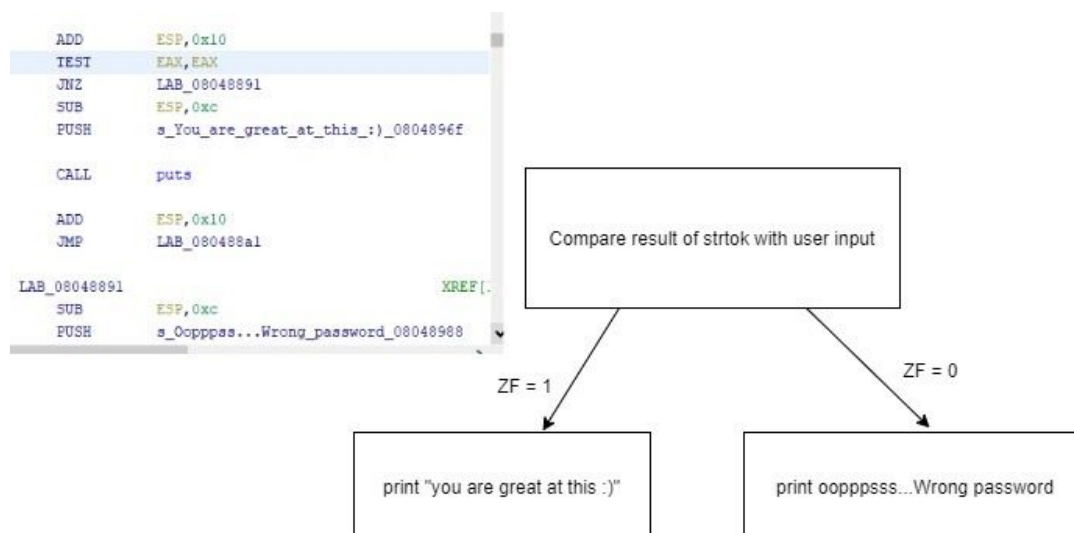 ADD ESP,0x10
TEST EAX,EAX
JNZ LAB_08048891
SUB ESP,0xc
PUSH s_You_are_great_at_this_:)_0804896f
CALL puts
ADD ESP,0x10
JMP LAB_080488a1
LAB_08048891 XREF[.
SUB ESP,0xc
PUSH s_Oopppss...Wrong_password_08048988
Compare result of strtok with user input
ZF = 1
ZF = 0
print "you are great at this :)"
print oopppsss...Wrong password